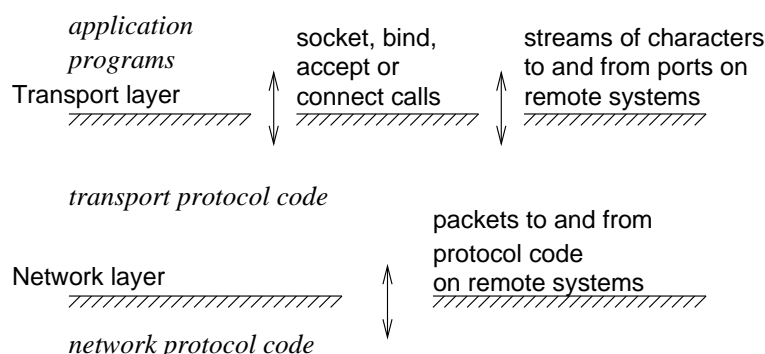 application
programs
Transport layer
socket, bind,
accept or
connect calls
streams of characters
to and from ports on
remote systems
transport protocol code
packets to and from
protocol code
on remote systems
Network layer
network protocol code